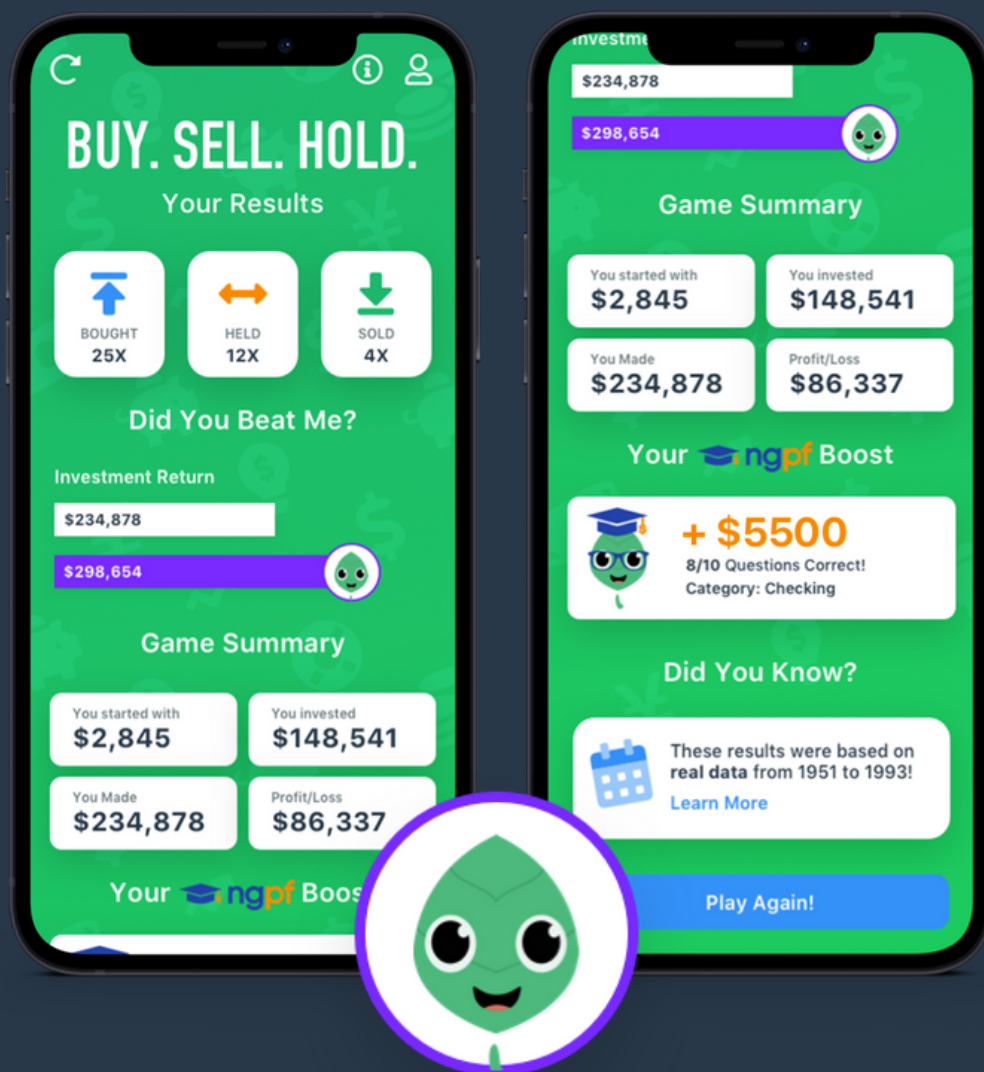 BUY. SELL. HOLD.
Your Results
BOUGHT
25X
HELD
12X
SOLD
4X
Did You Beat Me?
Investment Return
$234,878
$298,654
Game Summary
You started with
$2,845
You invested
$148,541
You Made
$234,878
Profit/Loss
$86,337
Your ngpf Boos
Investme
$234,878
$298,654
Game Summary
You started with
$2,845
You invested
$148,541
You Made
$234,878
Profit/Loss
$86,337
Your ngpf Boost
+ $5500
8/10 Questions Correct!
Category: Checking
Did You Know?
These results were based on
real data from 1951 to 1993!
Learn More
Play Again!